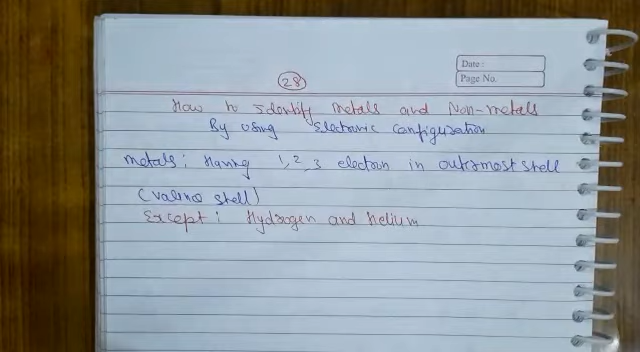 Date :
Page No.
28
How to Identify metals and Non-metals
By using Electronic Configuration
metals: Having 1, 2, 3 electron in outermost shell
(valince shell)
Except: Hydrogen and helium